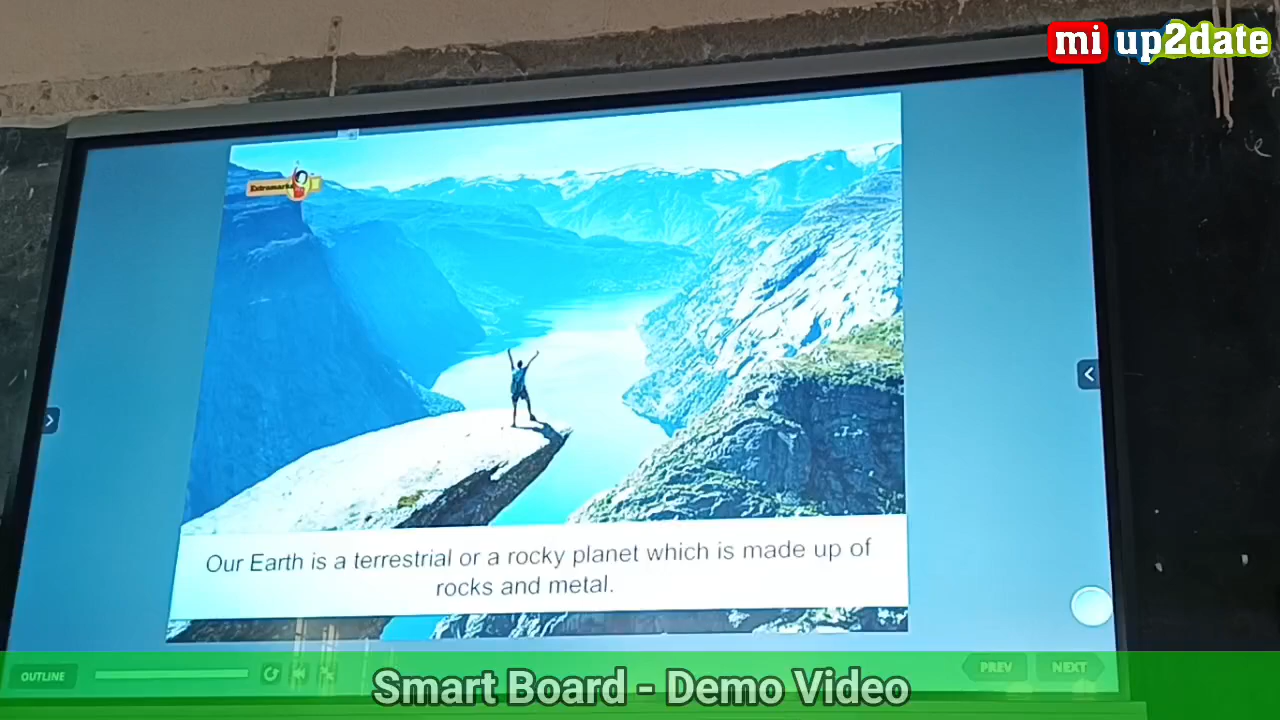 mi up2date
Extramarks
Our Earth is a terrestrial or a rocky planet which is made up of
rocks and metal.
OUTLINE
PREV
NEXT
Smart Board - Demo Video